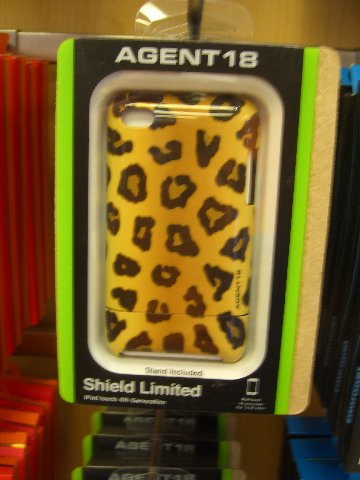 AGENT18
AGENT18
Stand Included
Shield Limited
iPod touch 4th Generation
AGENT18
AGENT18